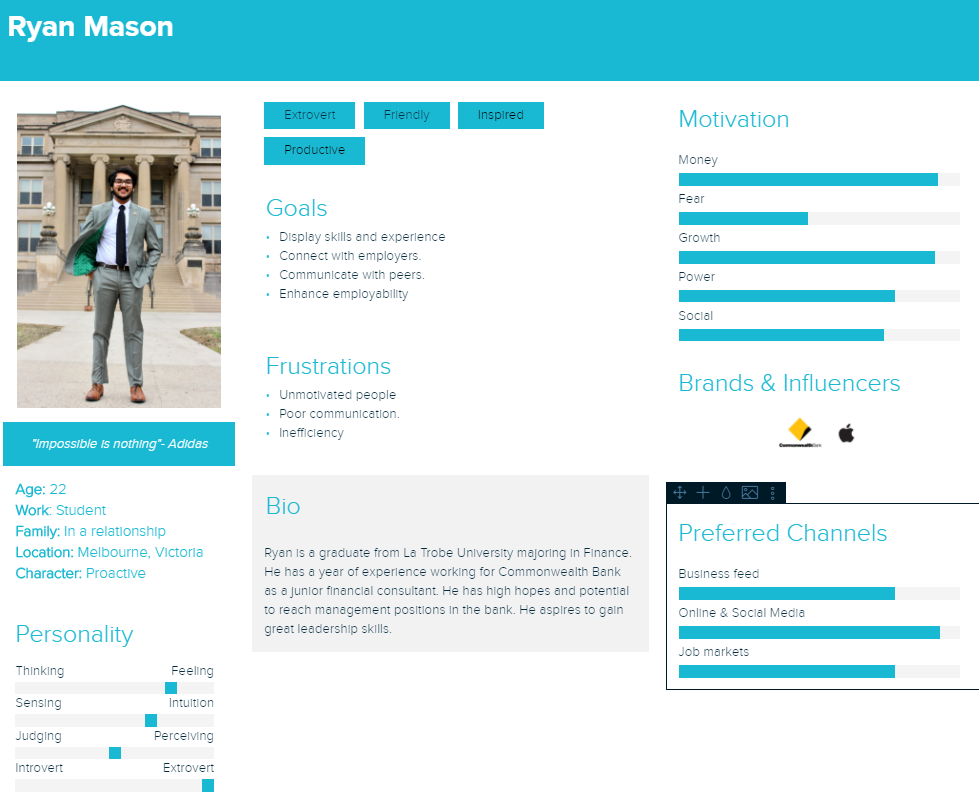 Ryan Mason
"Impossible is nothing"- Adidas
Age: 22
Work: Student
Family: In a relationship
Location: Melbourne, Victoria
Character: Proactive
Personality
Thinking Feeling
Sensing Intuition
Judging Perceiving
Introvert Extrovert
Extrovert Friendly Inspired
Productive
Goals
Display skills and experience
Connect with employers.
Communicate with peers.
Enhance employability
Frustrations
Unmotivated people
Poor communication.
Inefficiency
Bio
Ryan is a graduate from La Trobe University majoring in Finance.
He has a year of experience working for Commonwealth Bank
as a junior financial consultant. He has high hopes and potential
to reach management positions in the bank. He aspires to gain
great leadership skills.
Motivation
Money
Fear
Growth
Power
Social
Brands & Influencers
CommonwealthBank
Preferred Channels
Business feed
Online & Social Media
Job markets